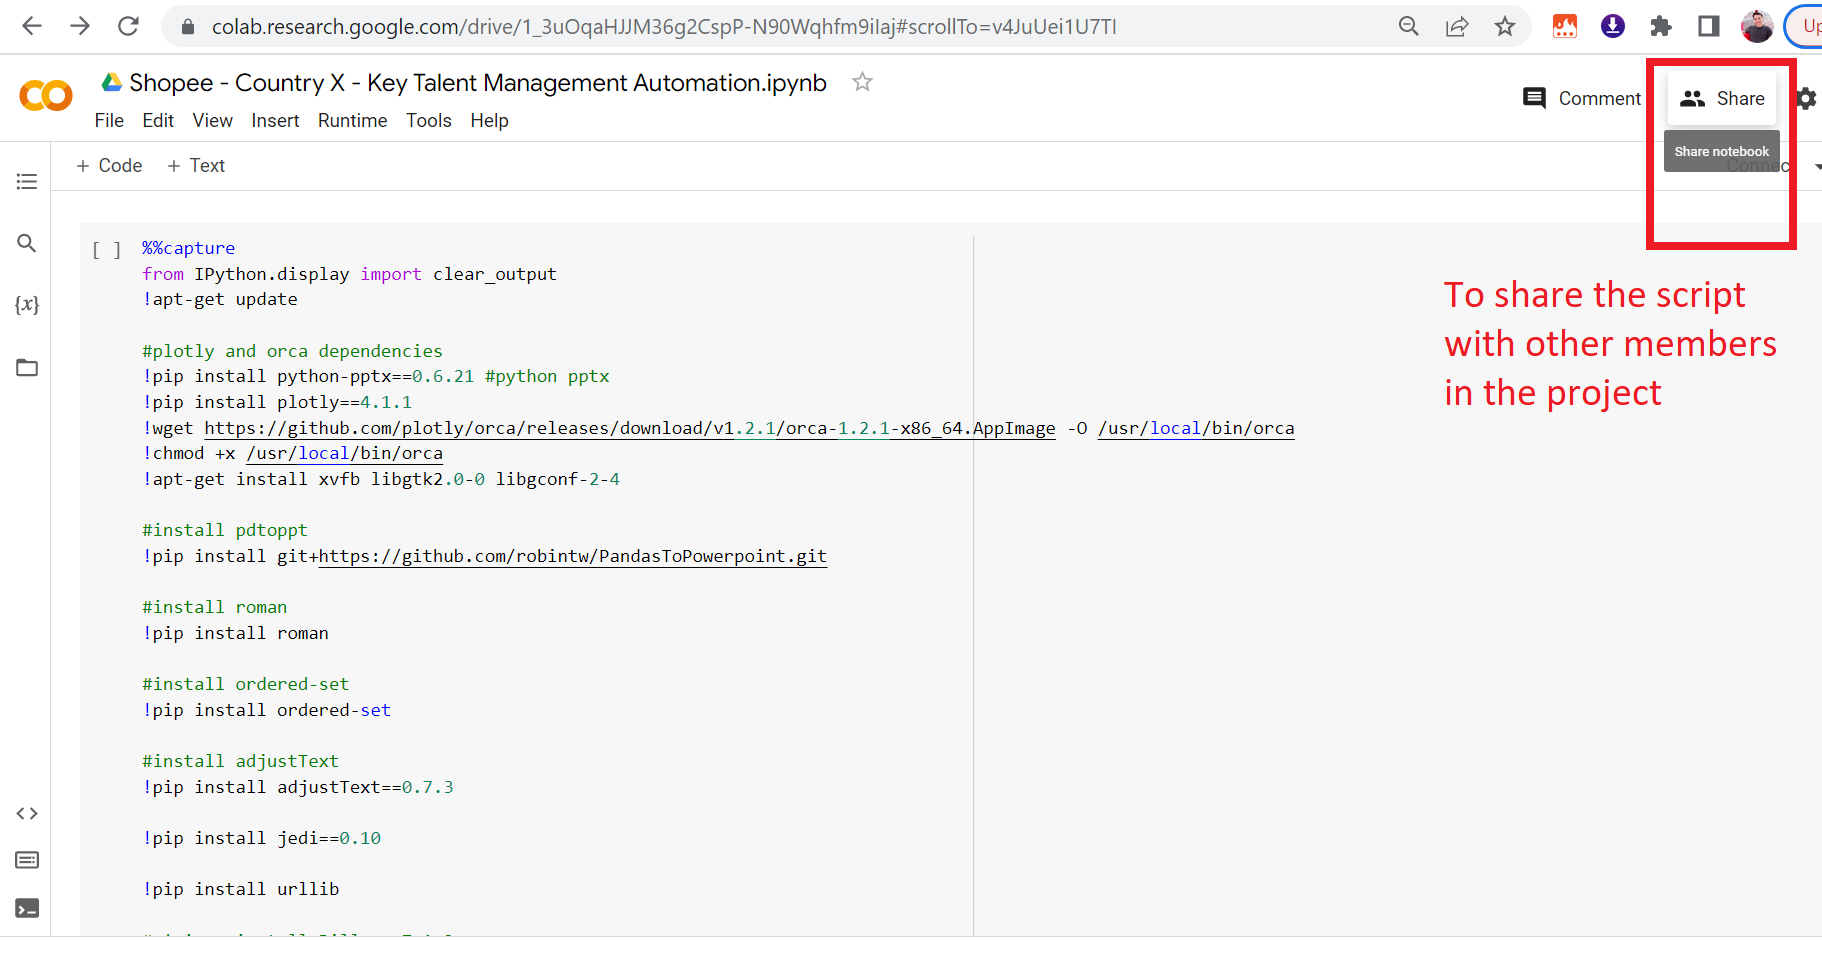 colab.research.google.com/drive/1_3uOqaHJJM36g2CspP-N90Wqhfm9iIaj#scrollTo=v4JuUei1U7TI
Shopee - Country X - Key Talent Management Automation.ipynb
File Edit View Insert Runtime Tools Help
Comment
Share
Share notebook
+ Code + Text
[ ] %%capture
from IPython.display import clear_output
!apt-get update
#plotly and orca dependencies
!pip install python-pptx==0.6.21 #python pptx
!pip install plotly==4.1.1
!wget https://github.com/plotly/orca/releases/download/v1.2.1/orca-1.2.1-x86_64.AppImage -O /usr/local/bin/orca
!chmod +x /usr/local/bin/orca
!apt-get install xvfb libgtk2.0-0 libgconf-2-4
#install pdtoppt
!pip install git+https://github.com/robintw/PandasToPowerpoint.git
#install roman
!pip install roman
#install ordered-set
!pip install ordered-set
#install adjustText
!pip install adjustText==0.7.3
!pip install jedi==0.10
!pip install urllib
{x}
To share the script
with other members
in the project